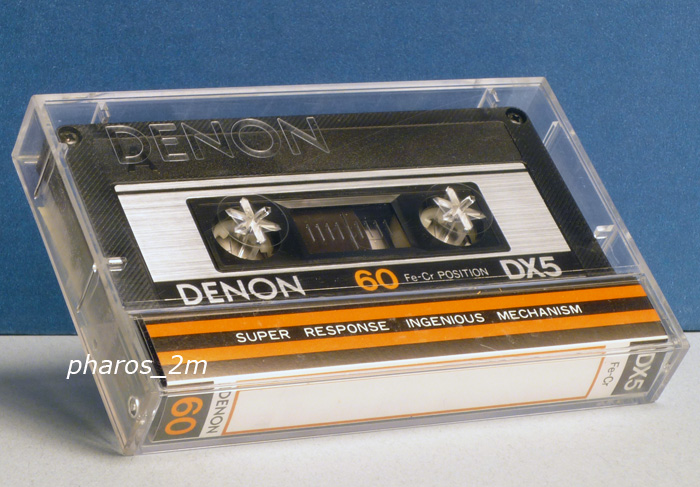 DENON
A
DENON 60 Fe-Cr POSITION DX5
SUPER RESPONSE INGENIOUS MECHANISM
pharos_2m
60 DENON Fe-Cr DX5